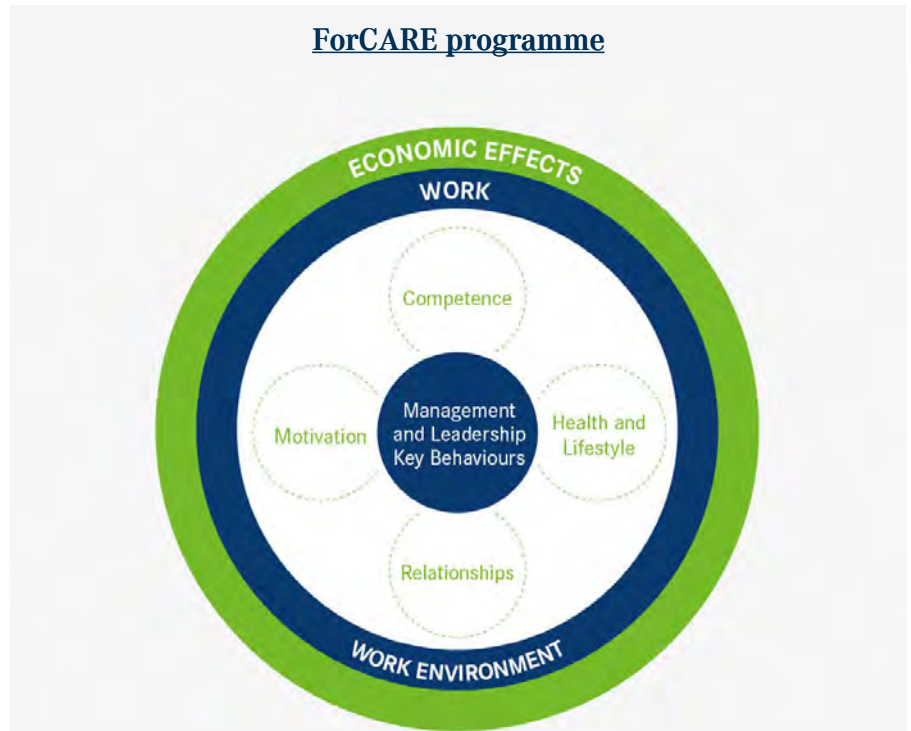 ForCARE programme
ECONOMIC EFFECTS
WORK
Competence
Motivation
Management
and Leadership
Key Behaviours
Health and
Lifestyle
Relationships
WORK ENVIRONMENT